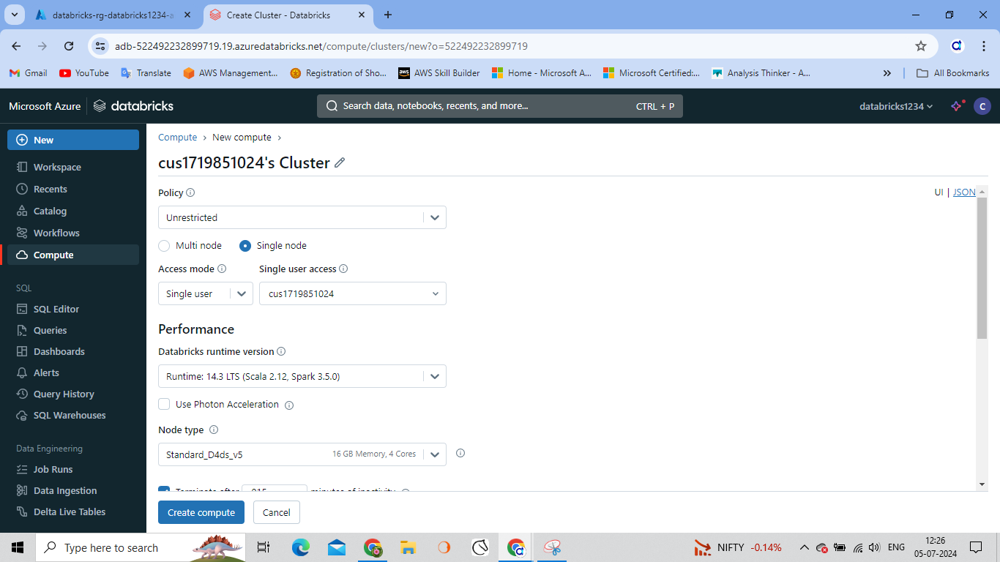 databricks-rg-databricks1234-a
Create Cluster - Databricks
adb-522492232899719.19.azuredatabricks.net/compute/clusters/new?o=522492232899719
Gmail
YouTube
Translate
AWS Management...
Registration of Sho...
AWS Skill Builder
Home - Microsoft A...
Microsoft Certified:...
Analysis Thinker - A...
All Bookmarks
Microsoft Azure
databricks
Search data, notebooks, recents, and more...
CTRL + P
databricks1234
C
New
Workspace
Recents
Catalog
Workflows
Compute
SQL
SQL Editor
Queries
Dashboards
Alerts
Query History
SQL Warehouses
Data Engineering
Job Runs
Data Ingestion
Delta Live Tables
Compute > New compute >
cus1719851024's Cluster
UI | JSON
Policy
Unrestricted
Multi node
Single node
Access mode
Single user access
Single user
cus1719851024
Performance
Databricks runtime version
Runtime: 14.3 LTS (Scala 2.12, Spark 3.5.0)
Use Photon Acceleration
Node type
Standard_D4ds_v5
16 GB Memory, 4 Cores
Terminate after
minutes of inactivity
Create compute
Cancel
Type here to search
NIFTY -0.14%
ENG
12:26
05-07-2024